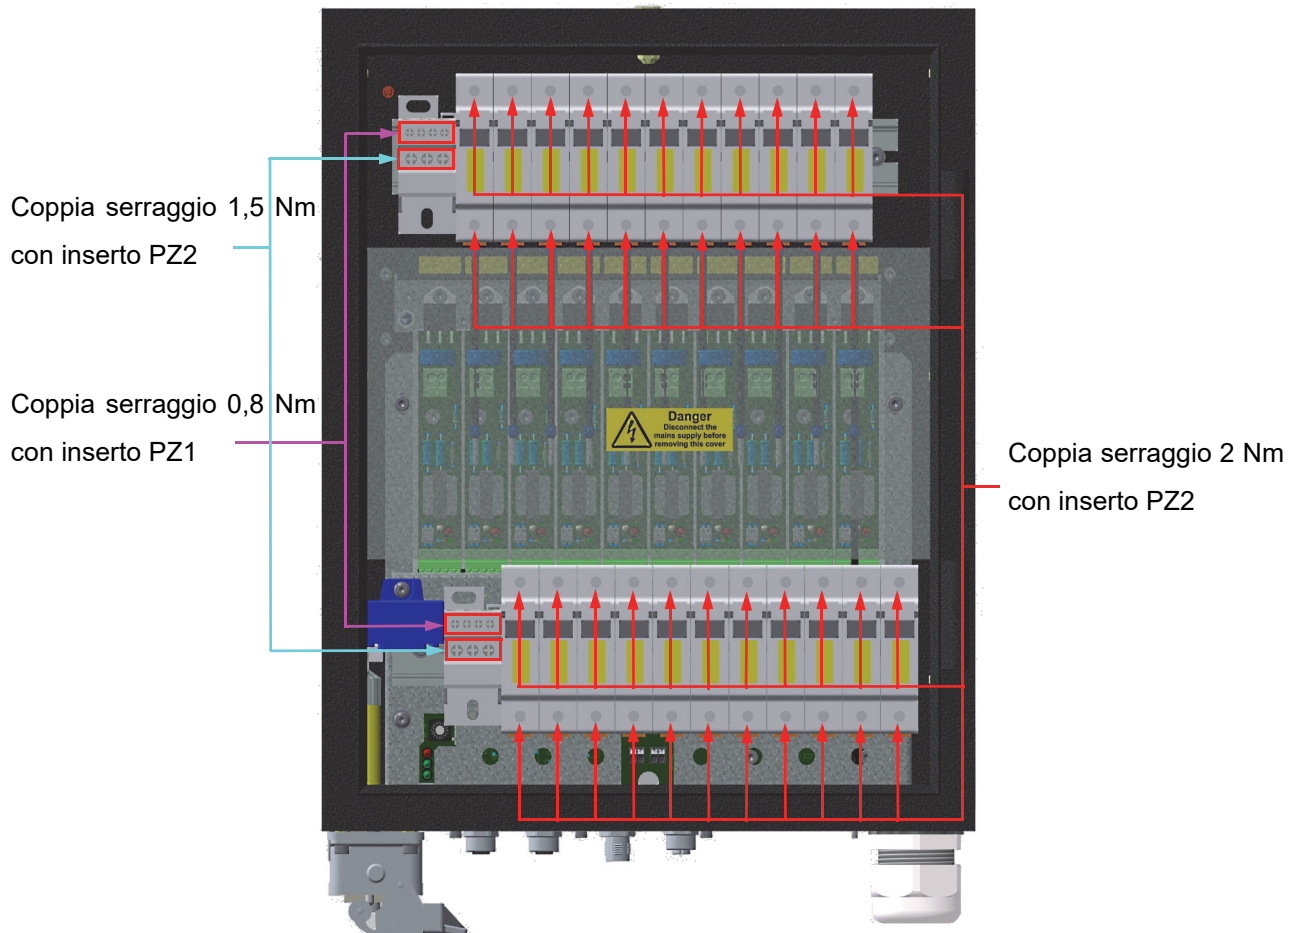 Coppia serraggio 1,5 Nm
con inserto PZ2
Coppia serraggio 0,8 Nm
con inserto PZ1
Danger
Disconnect the
mains supply before
removing this cover
Coppia serraggio 2 Nm
con inserto PZ2